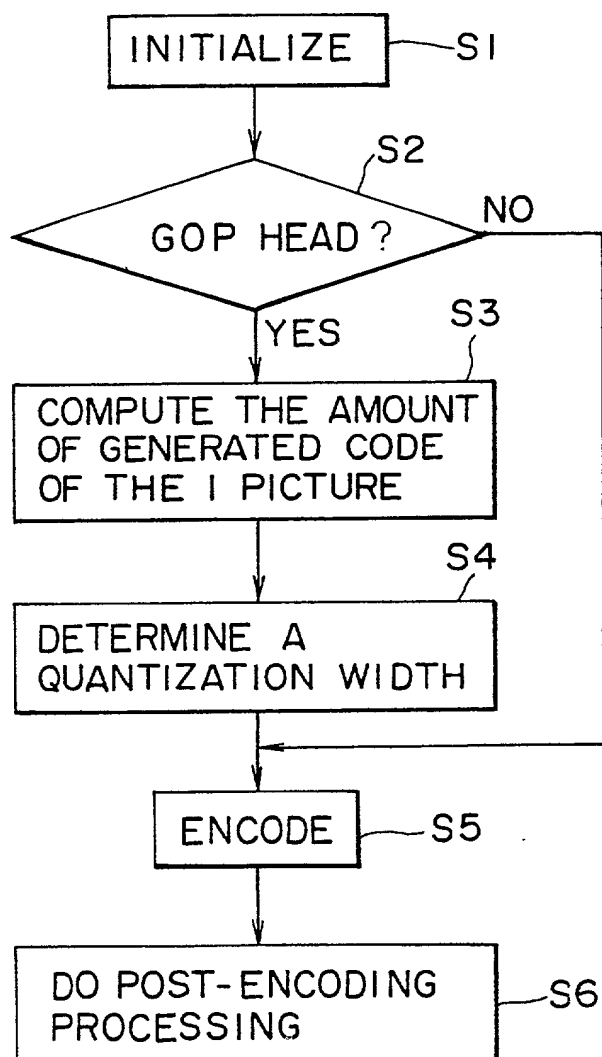 INITIALIZE
S1
S2
GOP HEAD?
NO
YES
S3
COMPUTE THE AMOUNT
OF GENERATED CODE
OF THE I PICTURE
S4
DETERMINE A
QUANTIZATION WIDTH
ENCODE
S5
DO POST-ENCODING
PROCESSING
S6